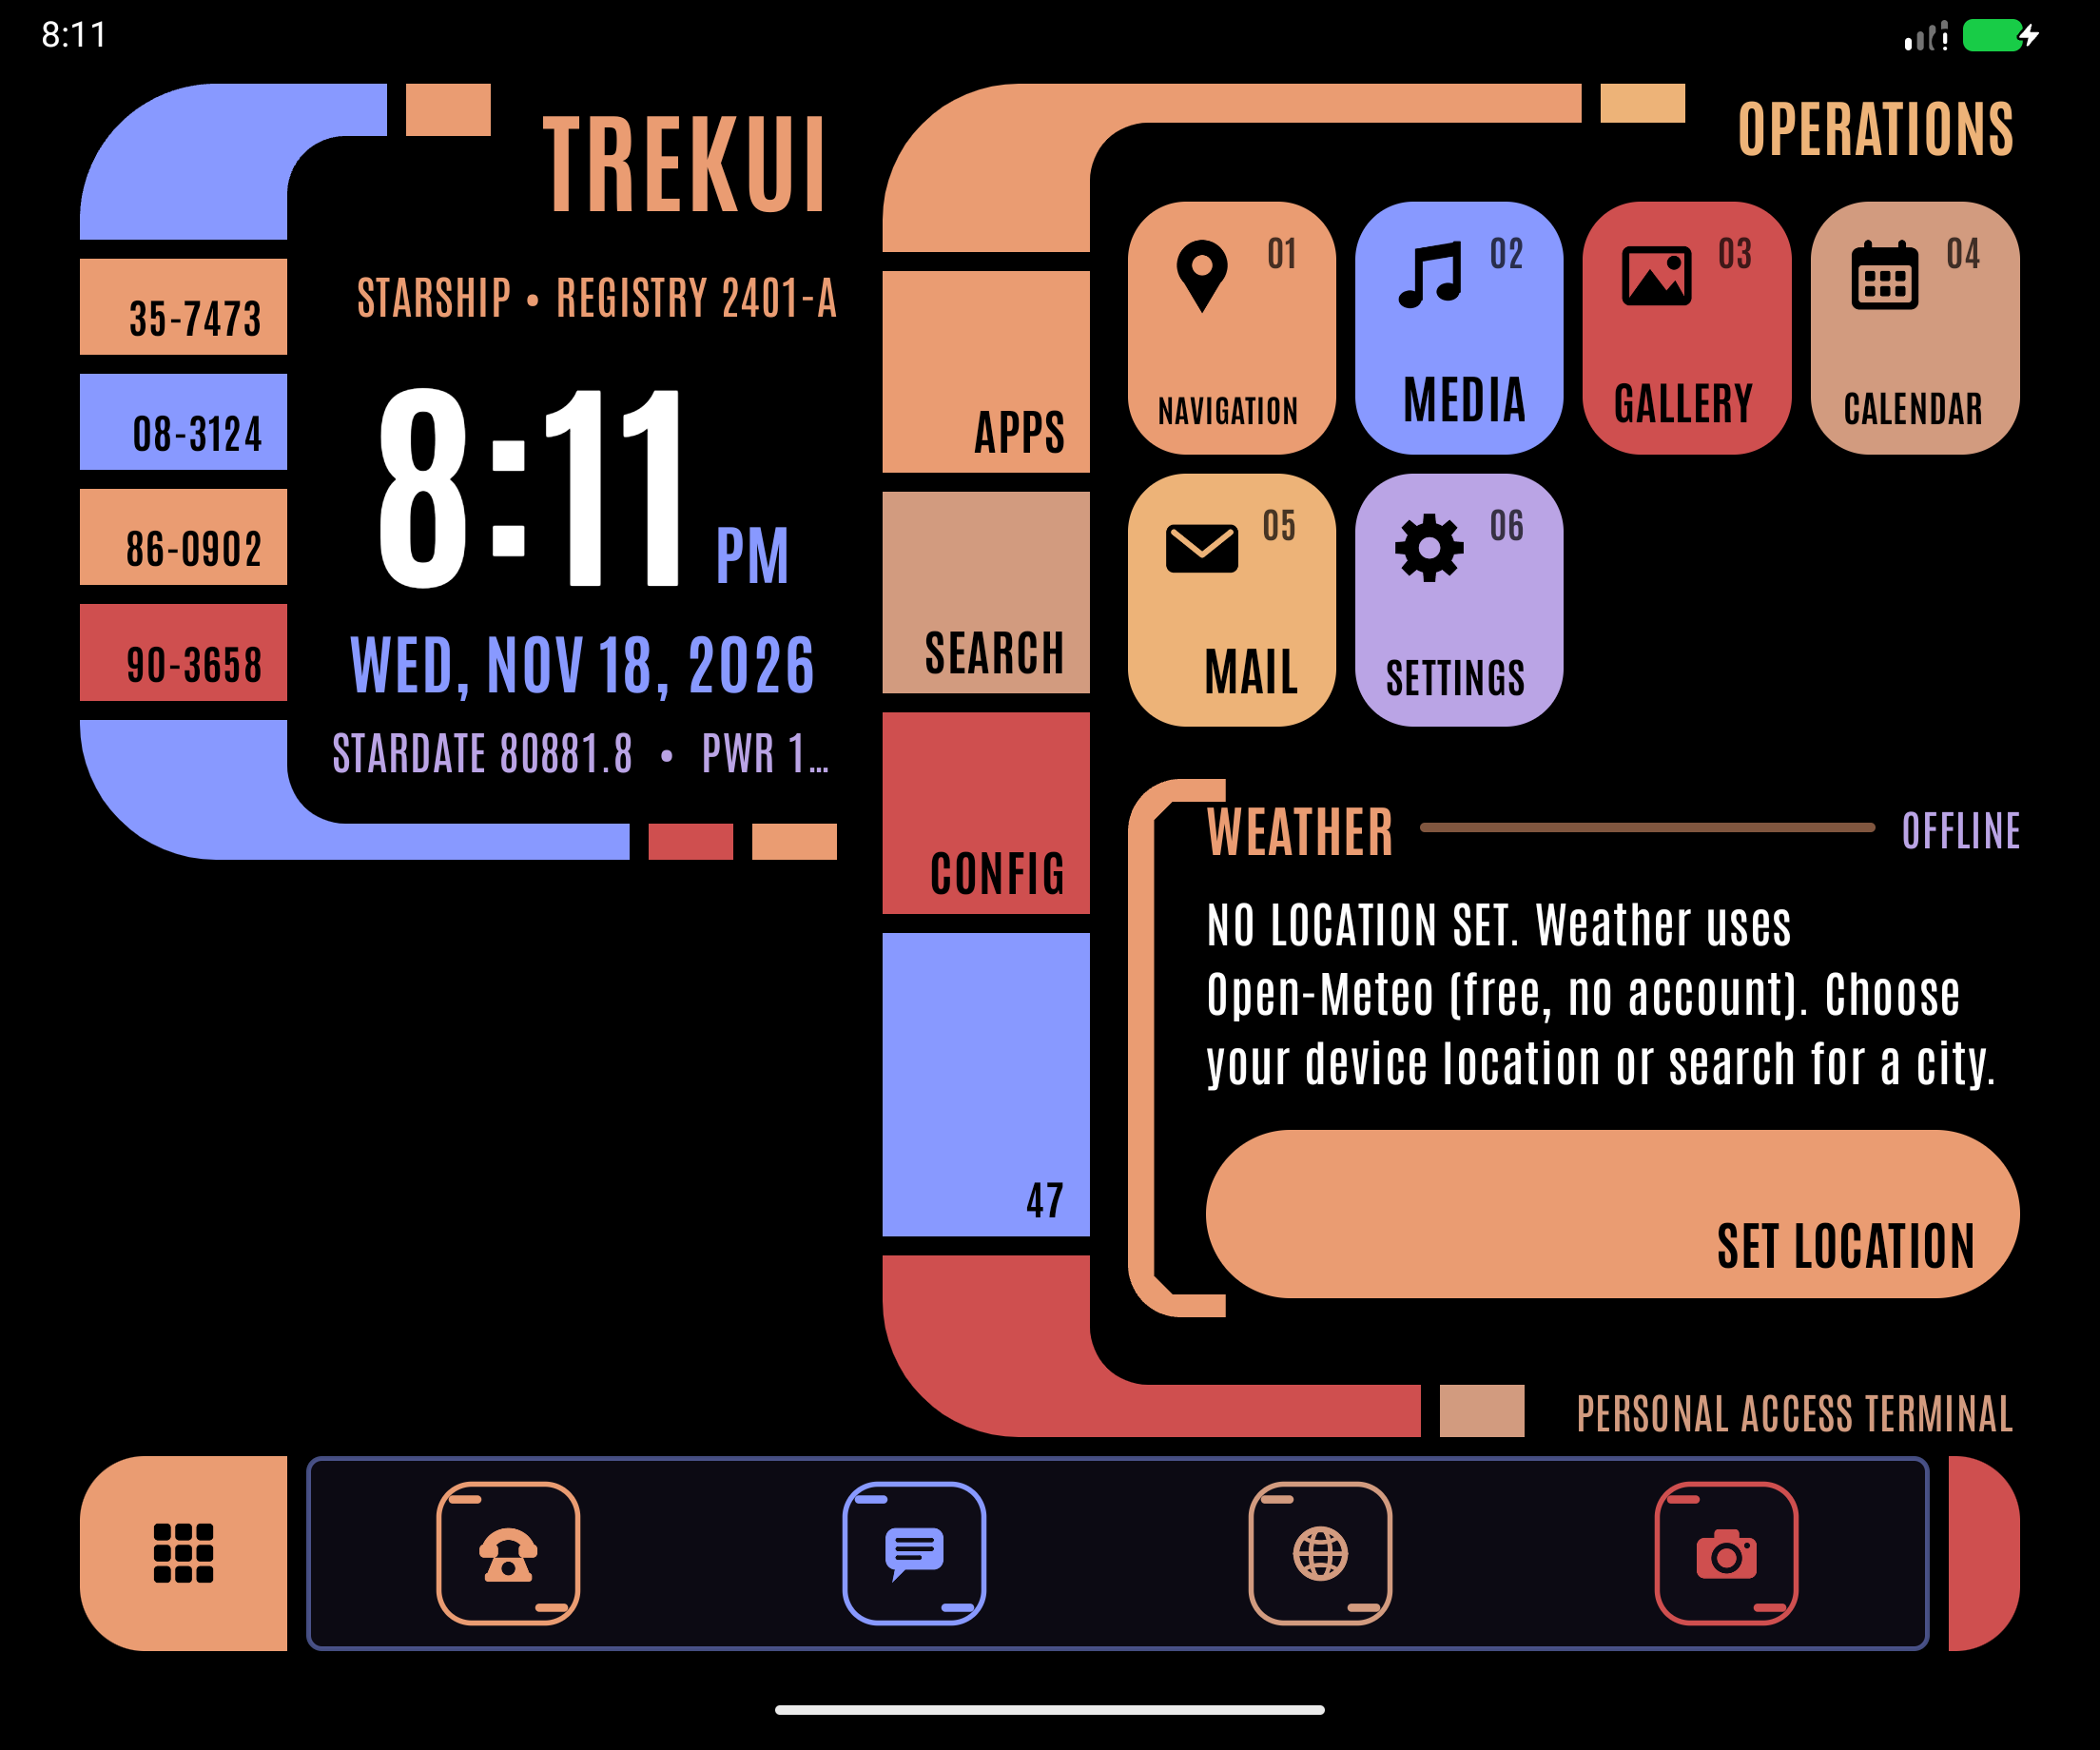 8:11
TREKUI
STARSHIP • REGISTRY 2401-A
35-7473
08-3124
86-0902
90-3658
8:11 PM
WED, NOV 18, 2026
STARDATE 80881.8 • PWR 1…
OPERATIONS
APPS
SEARCH
CONFIG
47
01
NAVIGATION
02
MEDIA
03
GALLERY
04
CALENDAR
05
MAIL
06
SETTINGS
WEATHER
OFFLINE
NO LOCATION SET. Weather uses
Open-Meteo (free, no account). Choose
your device location or search for a city.
SET LOCATION
PERSONAL ACCESS TERMINAL